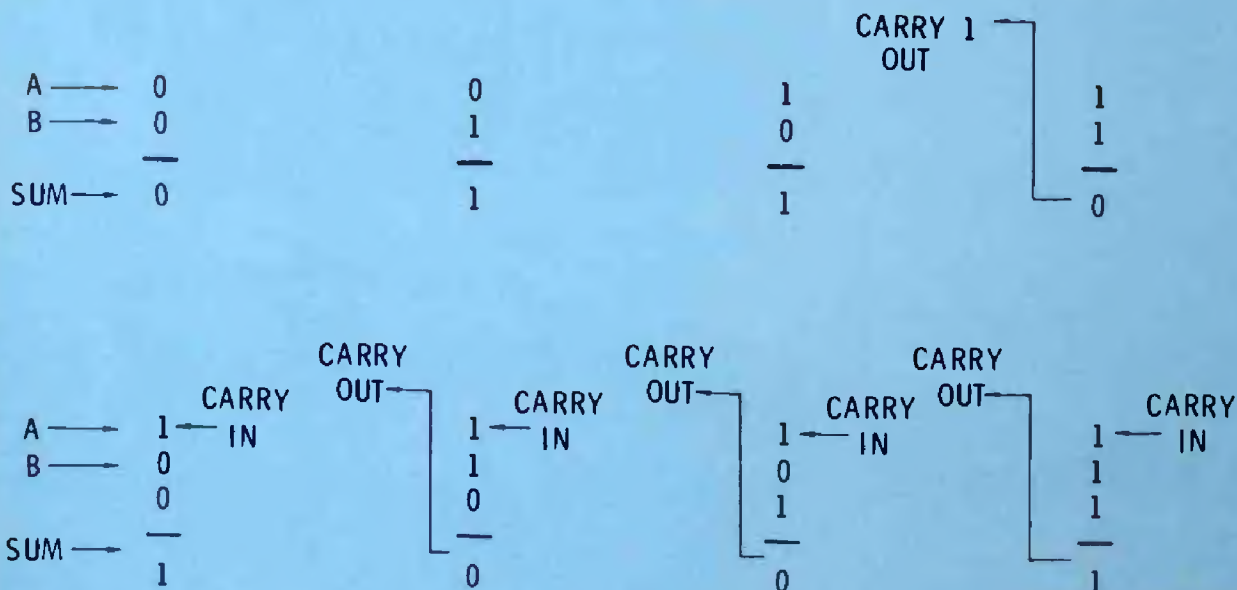 CARRY 1
OUT
A 0 0 1 1
B 0 1 0 1
SUM 0 1 1 0
CARRY CARRY CARRY
OUT OUT OUT
CARRY CARRY CARRY CARRY
IN IN IN IN
A 1 1 1 1
B 0 1 0 1
0 0 1 1
SUM
1 0 0 1